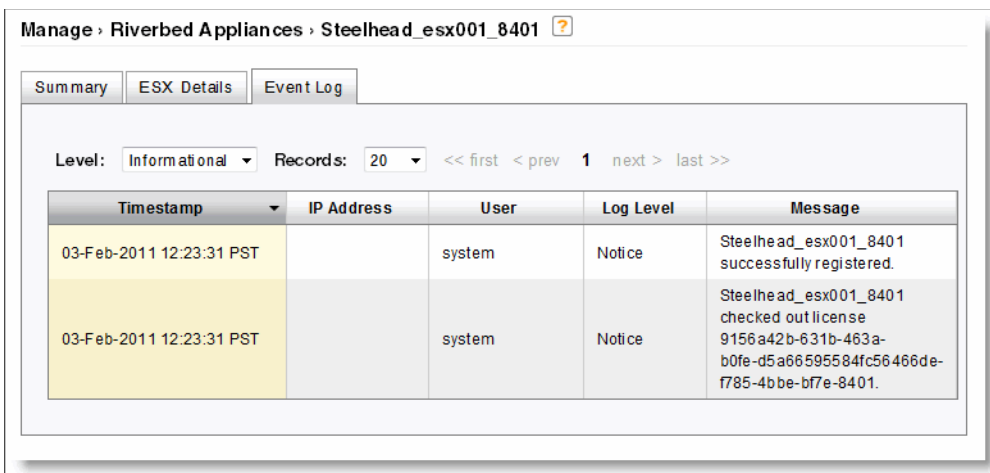 Manage › Riverbed Appliances › Steelhead_esx001_8401 ?
Summary ESX Details Event Log
Level: Informational Records: 20 << first < prev 1 next > last >>
Timestamp IP Address User Log Level Message
03-Feb-2011 12:23:31 PST system Notice Steelhead_esx001_8401
successfully registered.
03-Feb-2011 12:23:31 PST system Notice Steelhead_esx001_8401
checked out license
9156a42b-631b-463a-
b0fe-d5a66595584fc56466de-
f785-4bbe-bf7e-8401.